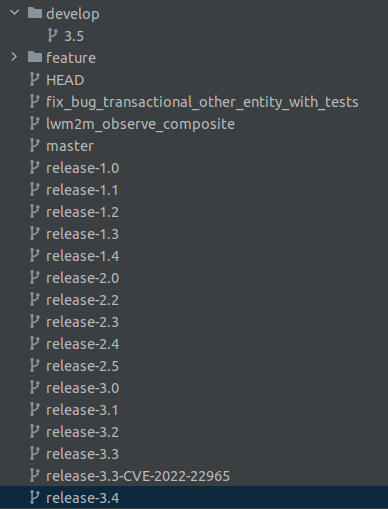 develop
3.5
feature
HEAD
fix_bug_transactional_other_entity_with_tests
lwm2m_observe_composite
master
release-1.0
release-1.1
release-1.2
release-1.3
release-1.4
release-2.0
release-2.2
release-2.3
release-2.4
release-2.5
release-3.0
release-3.1
release-3.2
release-3.3
release-3.3-CVE-2022-22965
release-3.4